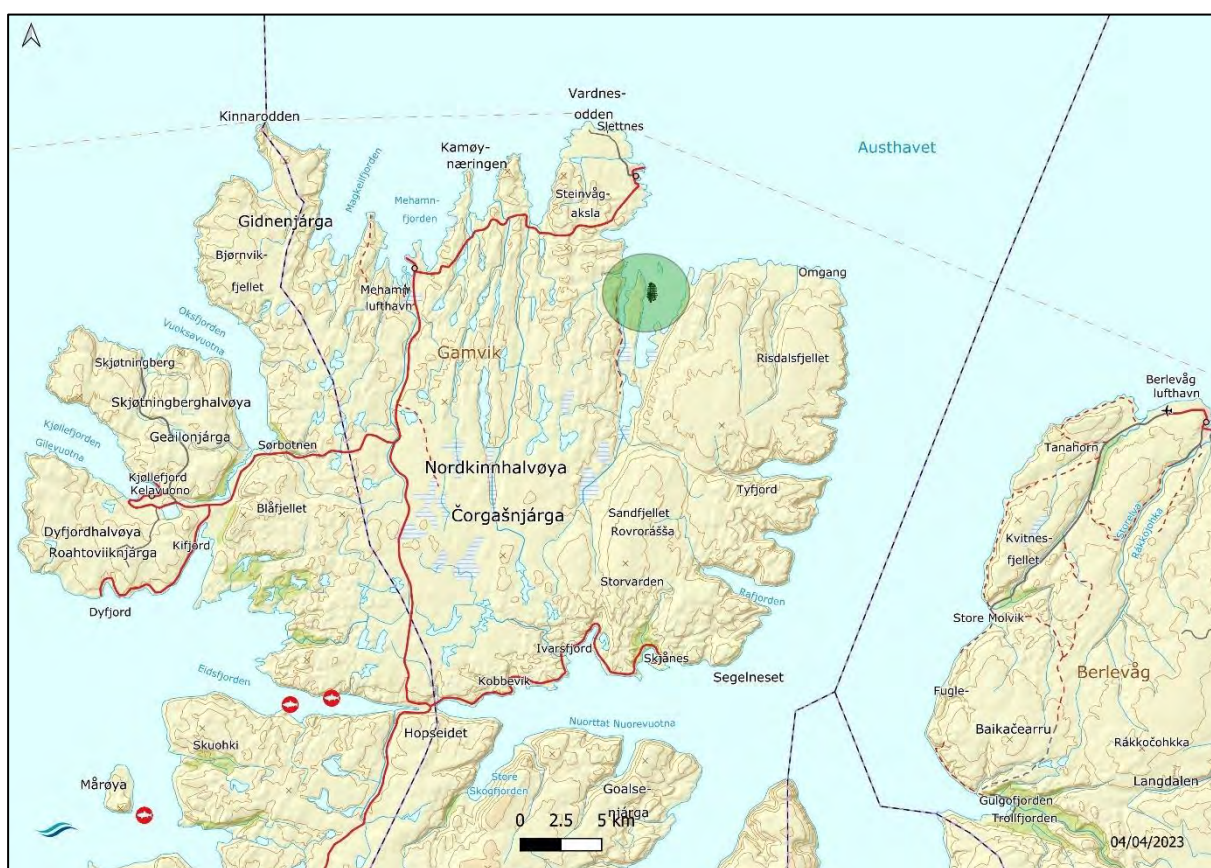 Vardnes-
odden
Slettnes
Kinnarodden
Kamøy-
næringen
Austhavet
Magkeilfjorden
Mehamn-
fjorden
Steinvåg-
aksla
Gidnenjárga
Bjørnvik-
fjellet
Mehamn
lufthavn
Omgang
Oksfjorden
Vuoksavuotna
Gamvik
Risdalsfjellet
Skjøtningberg
Skjøtningberghalvøya
Geailonjárga
Berlevåg
lufthavn
Kjøllefjorden
Gilevuotna
Sørbotnen
Tanahorn
Kjøllefjord
Kelavuono
Nordkinnhalvøya
Tyfjord
Blåfjellet
Čorgašnjárga
Sandfjellet
Rovrorášša
Storelva
Rákkojohka
Dyfjordhalvøya
Roahtoviiknjárga
Kifjord
Kvitnes-
fjellet
Storvarden
Rafjorden
Dyfjord
Store Molvik
Ivarsfjord
Skjånes
Segelneset
Kobbevik
Eidsfjorden
Berlevåg
Fugle-
Nuorttat Nuorevuotna
Hopseidet
Baikačearru
Skuohki
Rákkočohkka
Mårøya
Store
Skogfjorden
Goalse-
njárga
Langdalen
Gulgofjorden
Trollfjorden
0 2.5 5 km
04/04/2023